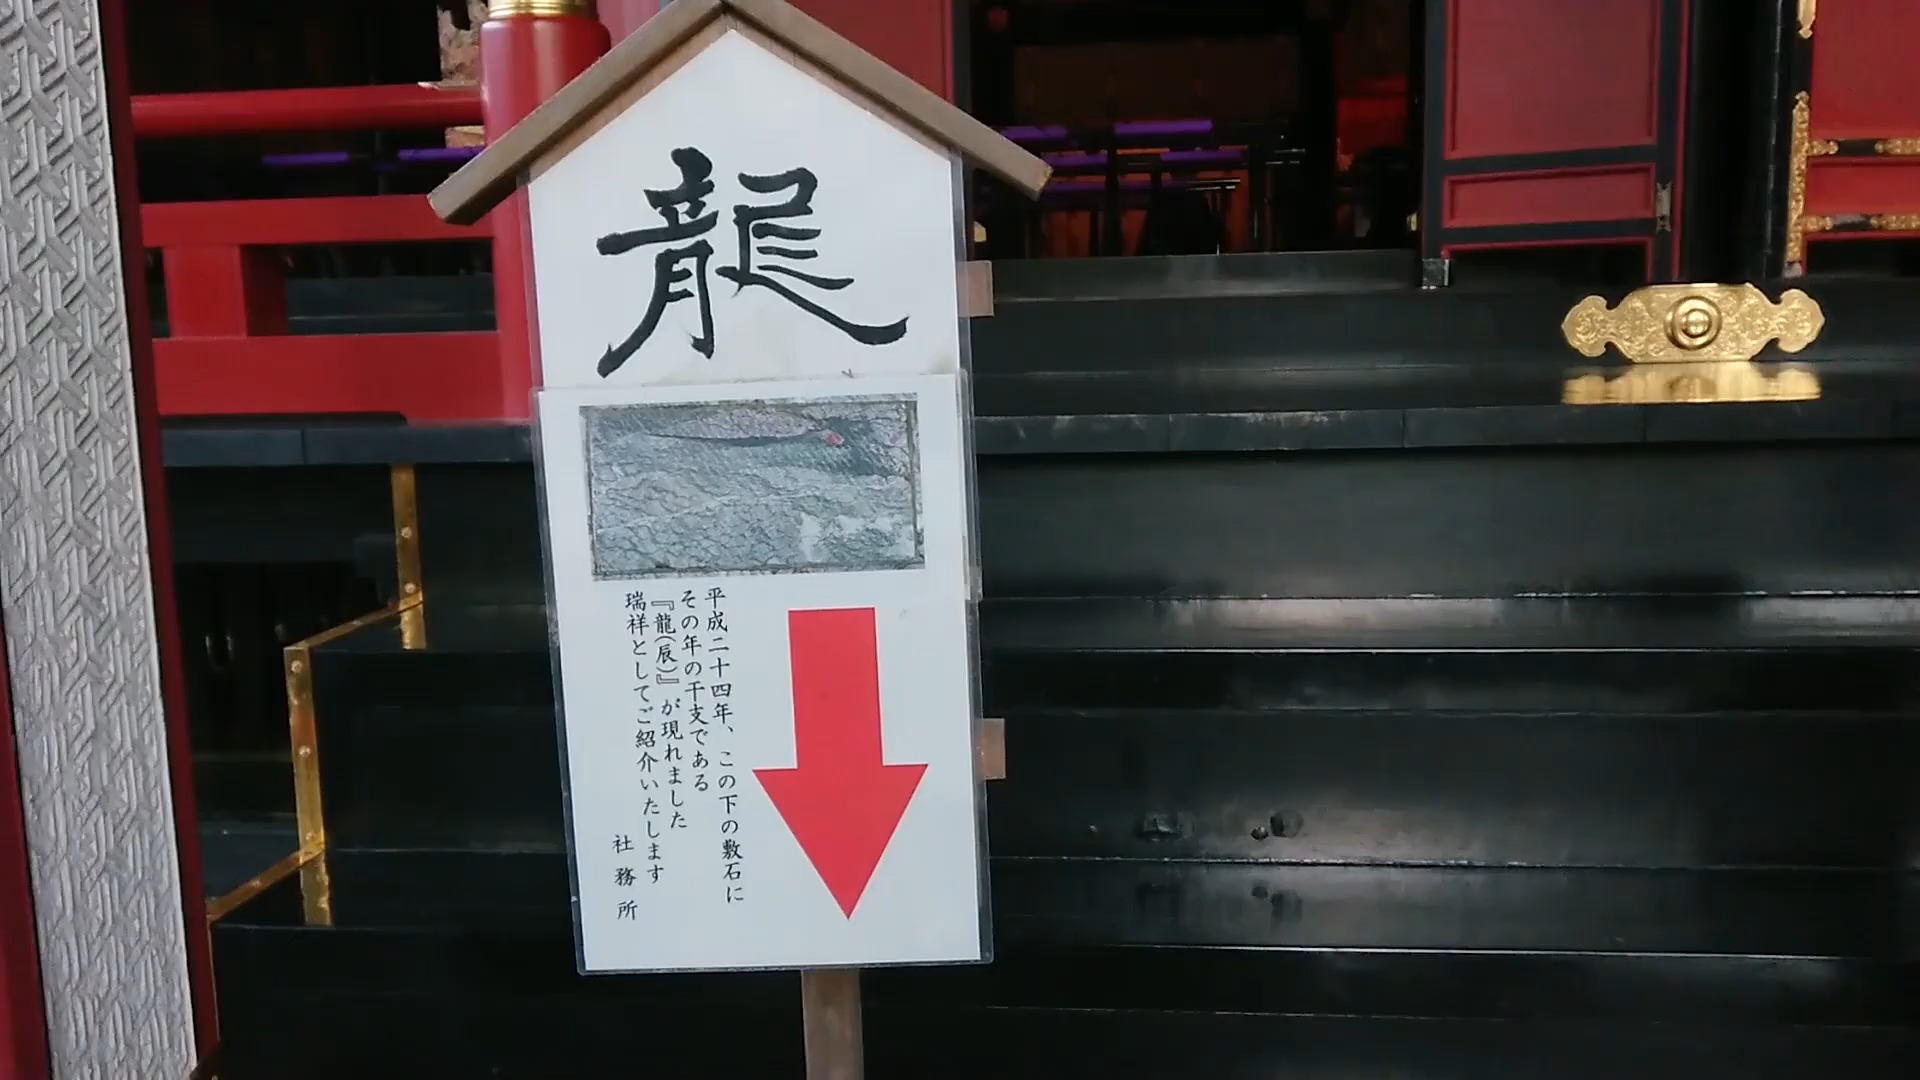 龍
平成二十四年、この下の敷石に
その年の干支である
『龍(辰)』が現れました
瑞祥としてご紹介いたします
社務所